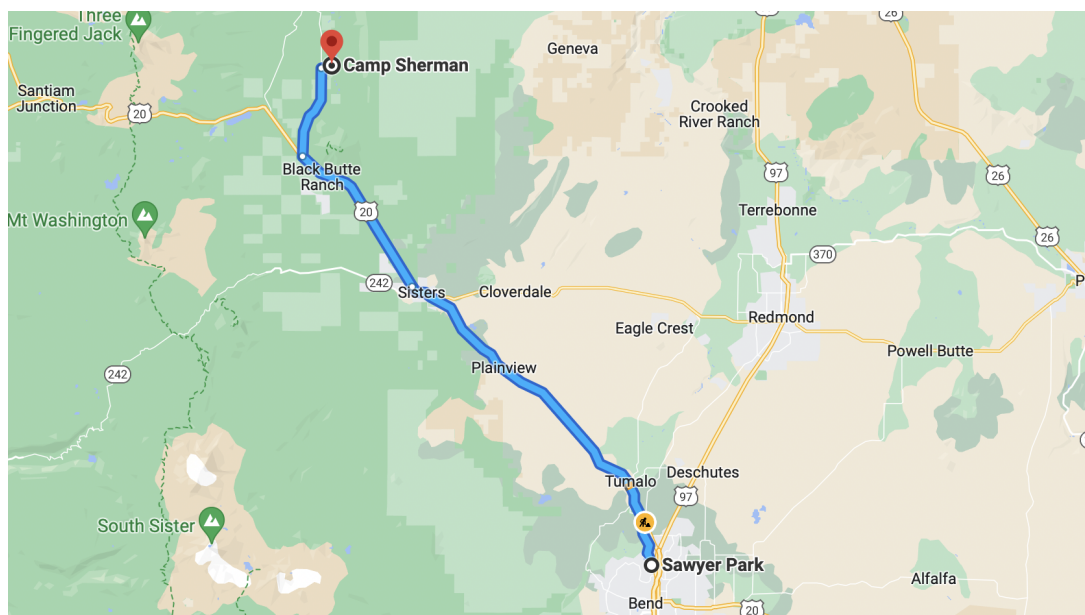 Three
Fingered Jack
26
26
Geneva
Camp Sherman
Santiam
Junction
20
Crooked
River Ranch
Black Butte
Ranch
97
26
Mt Washington
20
Terrebonne
26
370
242
Sisters
Cloverdale
P
Redmond
Eagle Crest
242
Plainview
Powell Butte
Tumalo
Deschutes
97
South Sister
Sawyer Park
Alfalfa
Bend
20